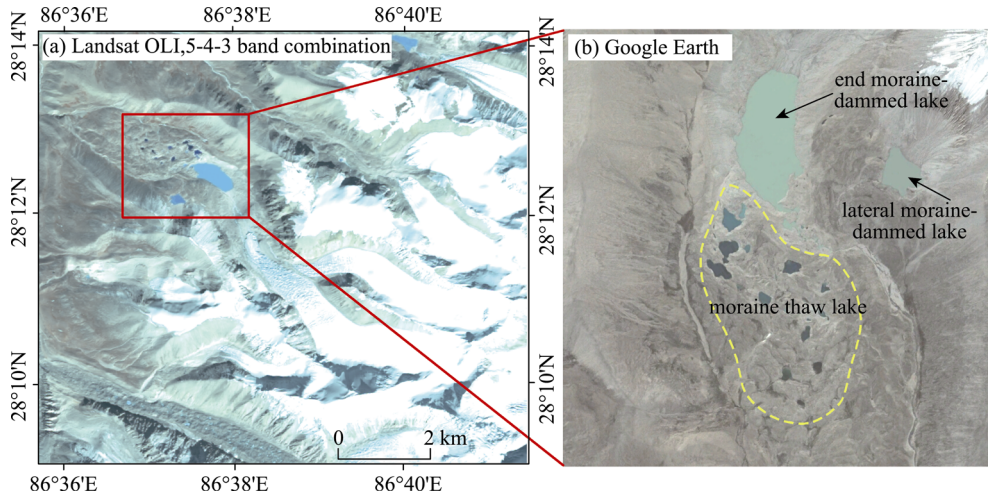 86°36'E
86°38'E
86°40'E
28°14'N
(a) Landsat OLI,5-4-3 band combination
28°12'N
28°10'N
0
2 km
86°36'E
86°38'E
86°40'E
28°14'N
28°12'N
28°10'N
(b) Google Earth
end moraine-
dammed lake
lateral moraine-
dammed lake
moraine thaw lake